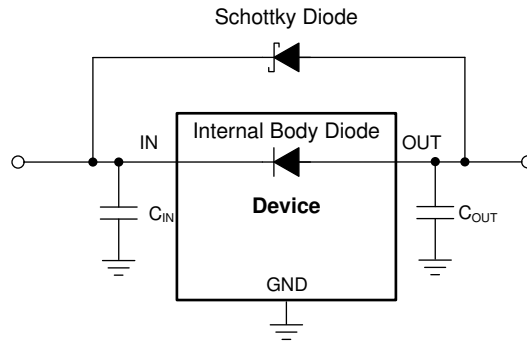 Schottky Diode
Internal Body Diode
IN
OUT
Device
CIN
COUT
GND